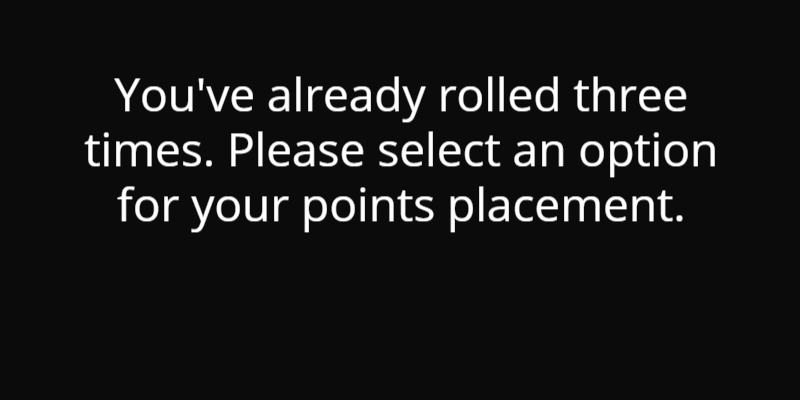 You've already rolled three
times. Please select an option
for your points placement.